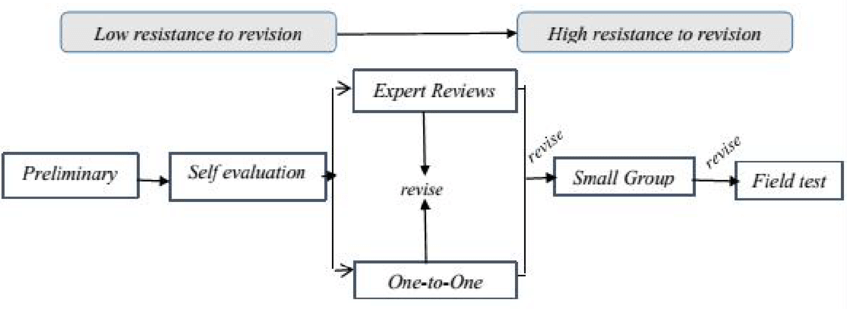 Low resistance to revision
High resistance to revision
Expert Reviews
revise
revise
Preliminary
Self evaluation
revise
Small Group
Field test
One-to-One